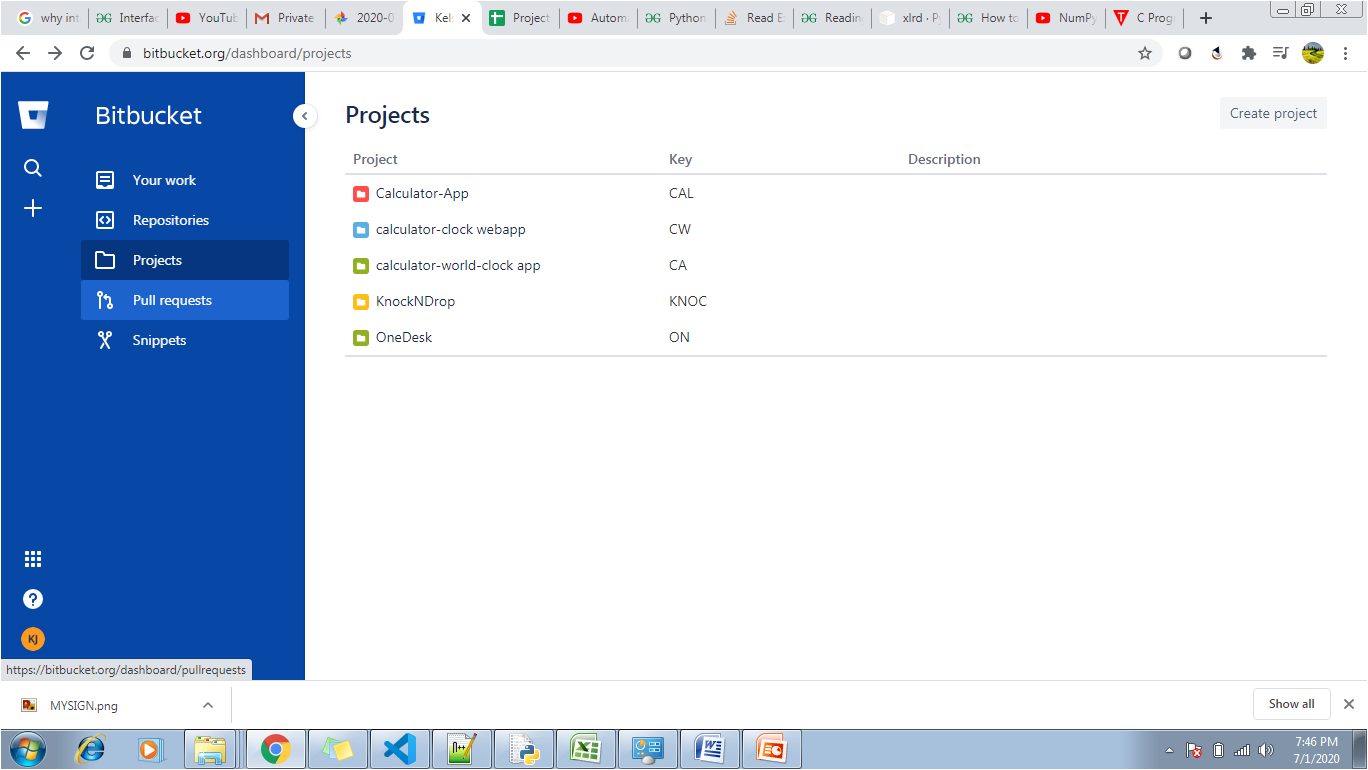 why int
Interfac
YouTub
Private
2020-0
Kels
Project
Autom
Python
Read E
Readin
xlrd · Py
How to
NumPy
C Prog
bitbucket.org/dashboard/projects
Bitbucket
Your work
Repositories
Projects
Pull requests
Snippets
KJ
https://bitbucket.org/dashboard/pullrequests
Projects
Create project
Project Key Description
Calculator-App CAL
calculator-clock webapp CW
calculator-world-clock app CA
KnockNDrop KNOC
OneDesk ON
MYSIGN.png
Show all
7:46 PM
7/1/2020